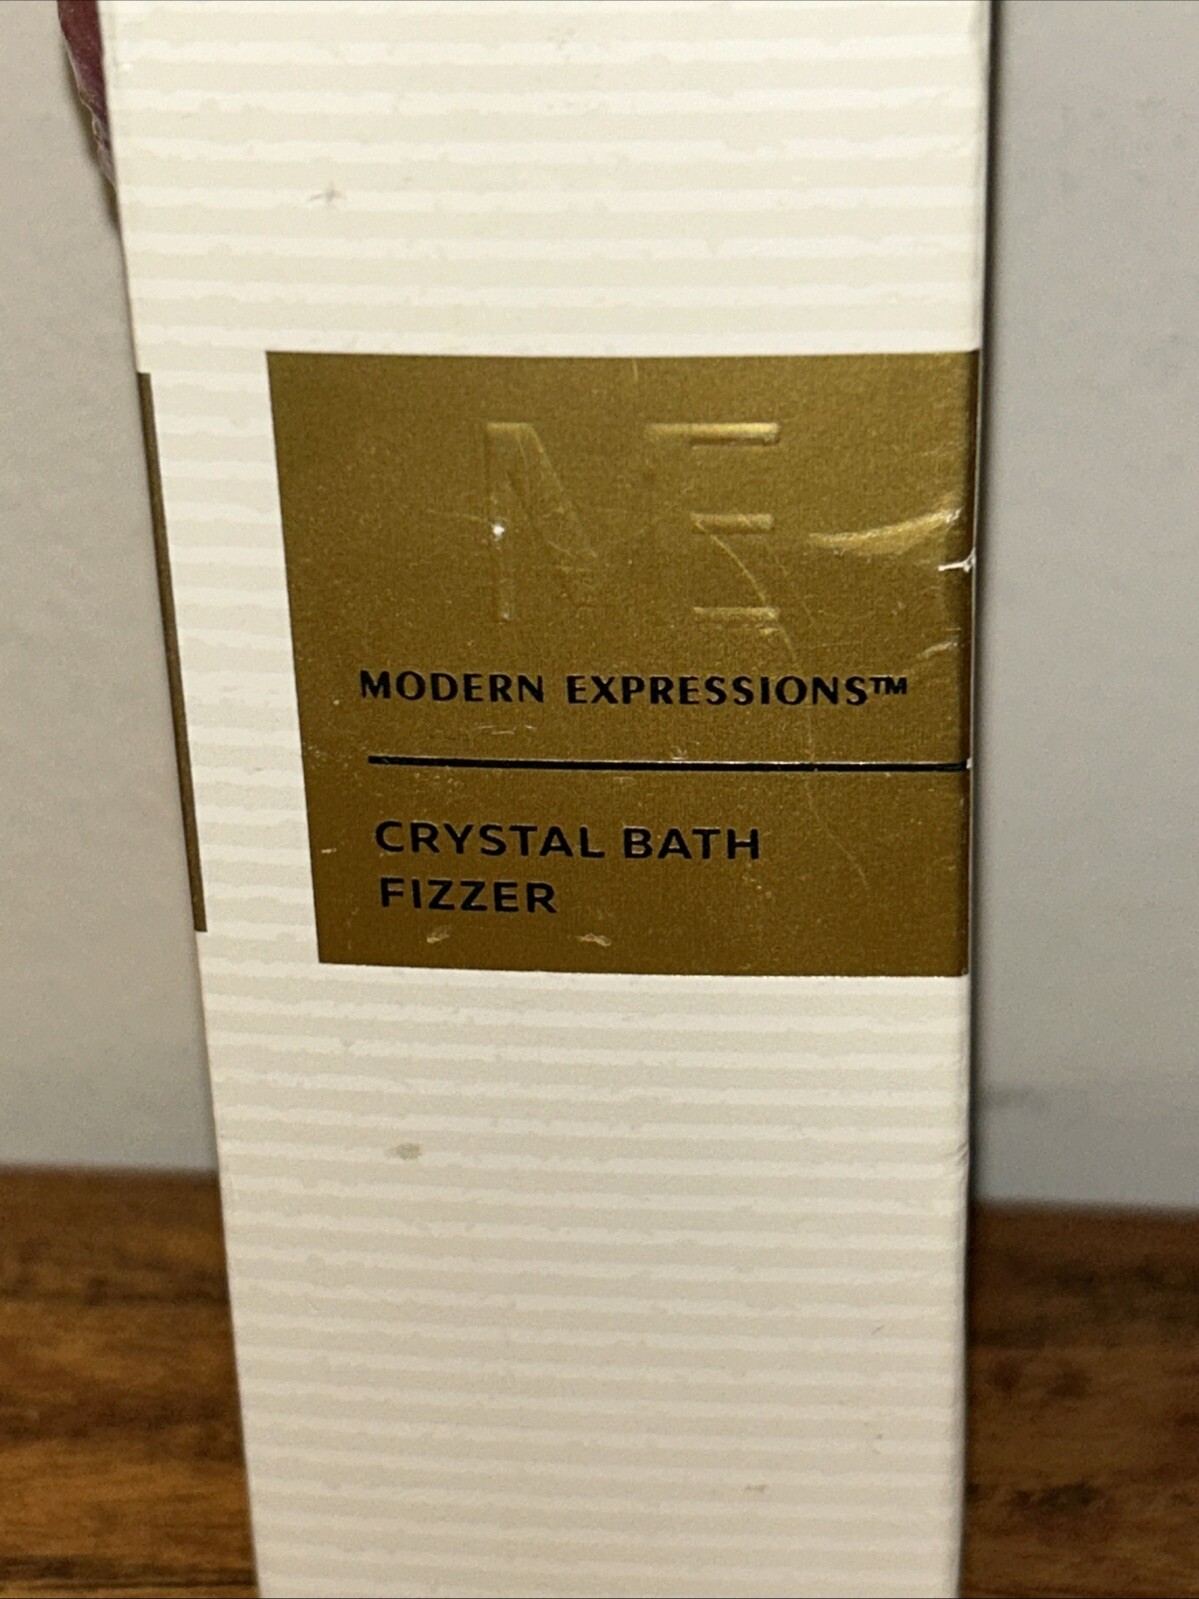 ME
MODERN EXPRESSIONS™
CRYSTAL BATH
FIZZER